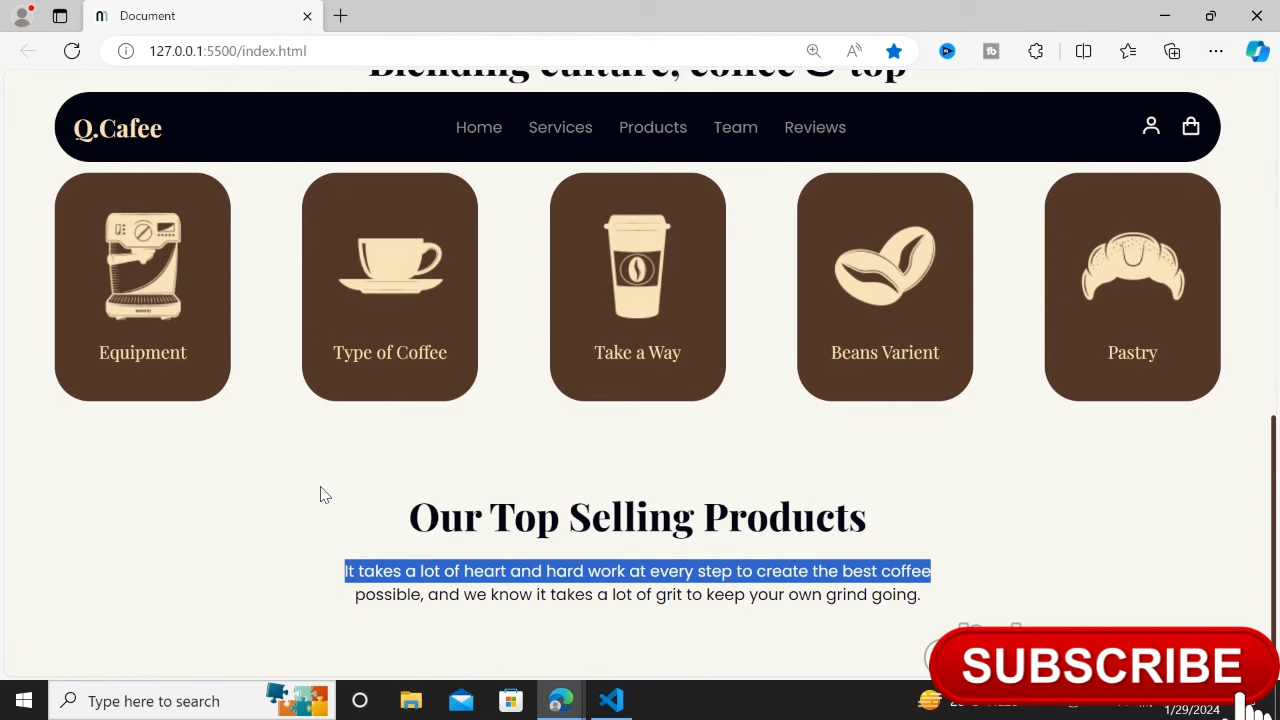 Document
127.0.0.1:5500/index.html
Blending culture, coffee & top
Q.Cafee
Home Services Products Team Reviews
Equipment
Type of Coffee
Take a Way
Beans Varient
Pastry
Our Top Selling Products
It takes a lot of heart and hard work at every step to create the best coffee
possible, and we know it takes a lot of grit to keep your own grind going.
SUBSCRIBE
Type here to search
1/29/2024